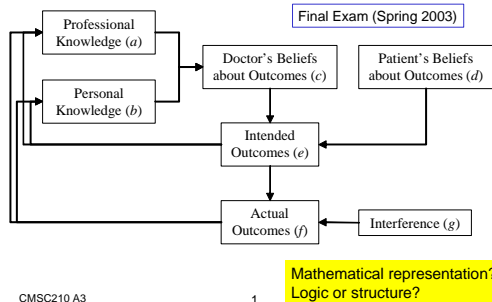 Final Exam (Spring 2003)
Professional
Knowledge (a)
Personal
Knowledge (b)
Doctor's Beliefs
about Outcomes (c)
Patient's Beliefs
about Outcomes (d)
Intended
Outcomes (e)
Actual
Outcomes (f)
Interference (g)
Mathematical representation?
Logic or structure?
CMSC210 A3
1